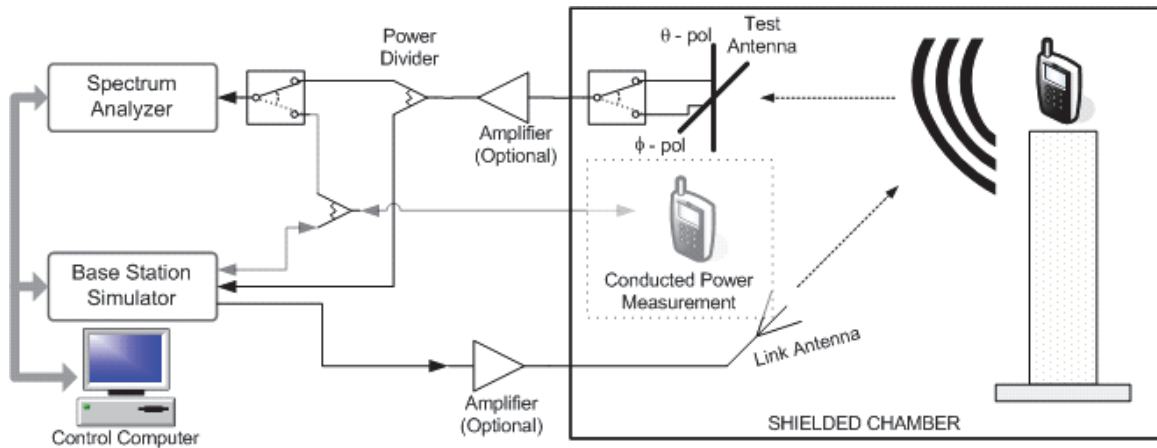 Power
Divider
θ - pol
Test
Antenna
Spectrum
Analyzer
Amplifier
(Optional)
ϕ - pol
Base Station
Simulator
Conducted Power
Measurement
Link Antenna
Amplifier
(Optional)
Control Computer
SHIELDED CHAMBER